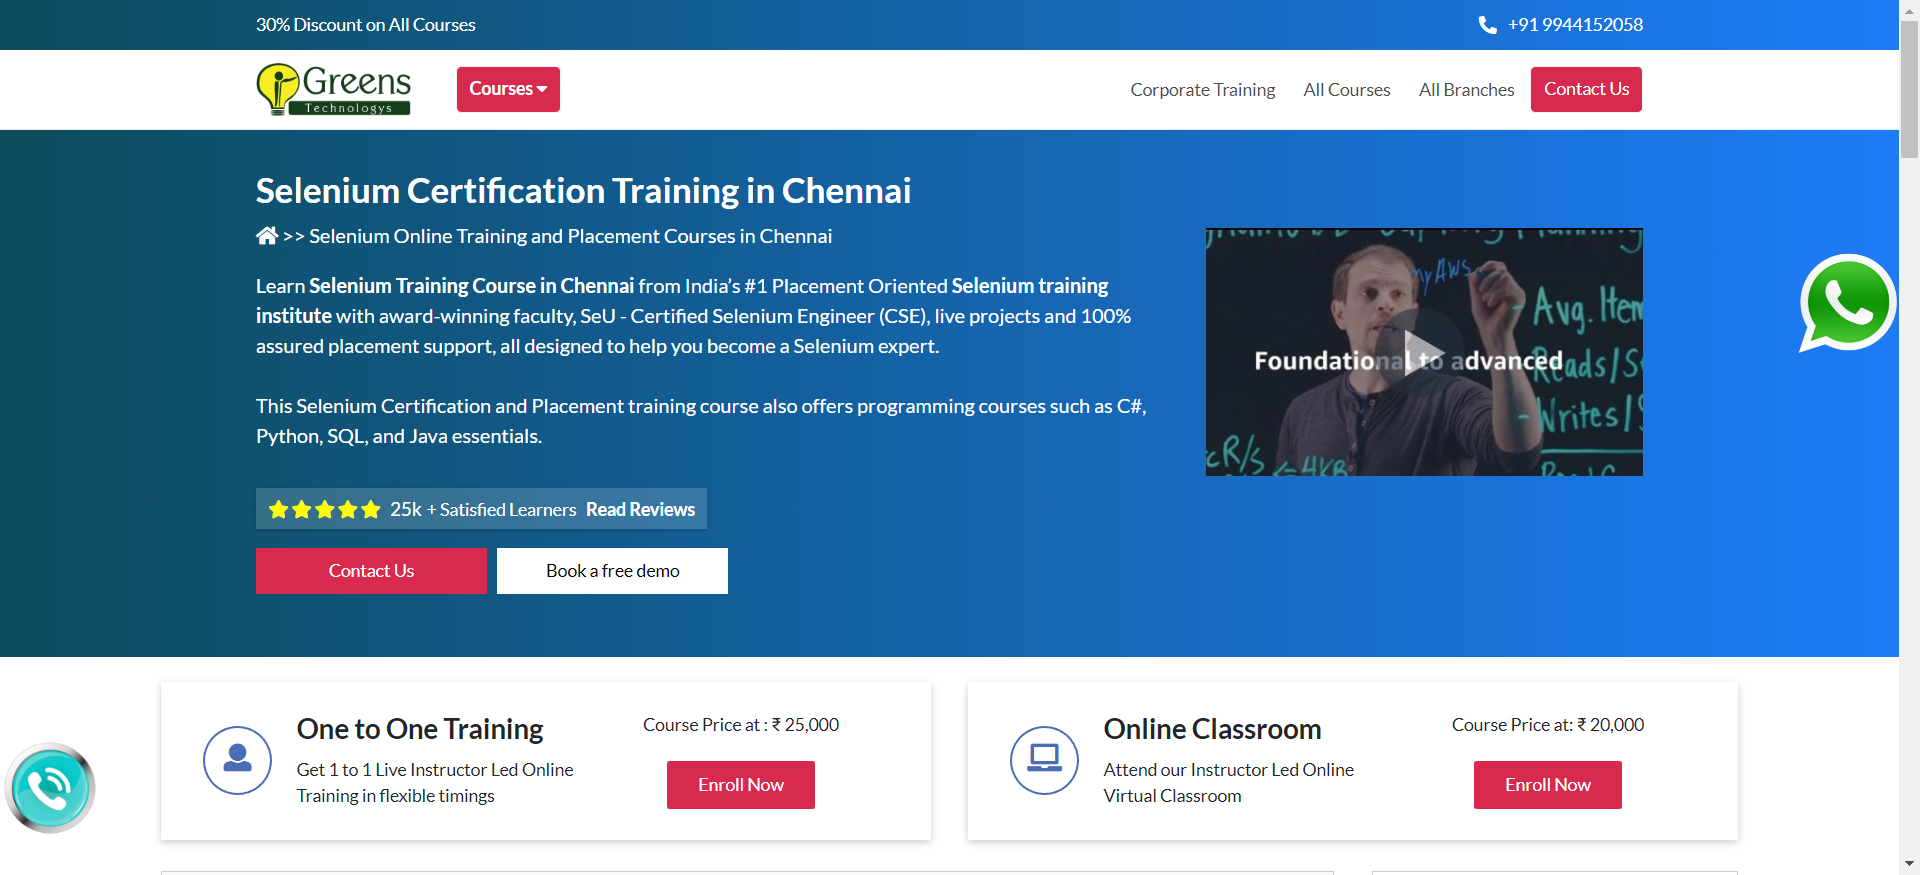 30% Discount on All Courses
+91 9944152058
Greens
Technologys
Courses
Corporate Training
All Courses
All Branches
Contact Us
Selenium Certification Training in Chennai
>> Selenium Online Training and Placement Courses in Chennai
Learn Selenium Training Course in Chennai from India’s #1 Placement Oriented Selenium training
institute with award-winning faculty, SeU - Certified Selenium Engineer (CSE), live projects and 100%
assured placement support, all designed to help you become a Selenium expert.
This Selenium Certification and Placement training course also offers programming courses such as C#,
Python, SQL, and Java essentials.
myAws
Avg. Item
Foundational to advanced
Reads/S
-Writes/
cR/s <=4KB
25k + Satisfied Learners Read Reviews
Contact Us
Book a free demo
One to One Training
Get 1 to 1 Live Instructor Led Online
Training in flexible timings
Course Price at : ₹ 25,000
Enroll Now
Online Classroom
Attend our Instructor Led Online
Virtual Classroom
Course Price at: ₹ 20,000
Enroll Now